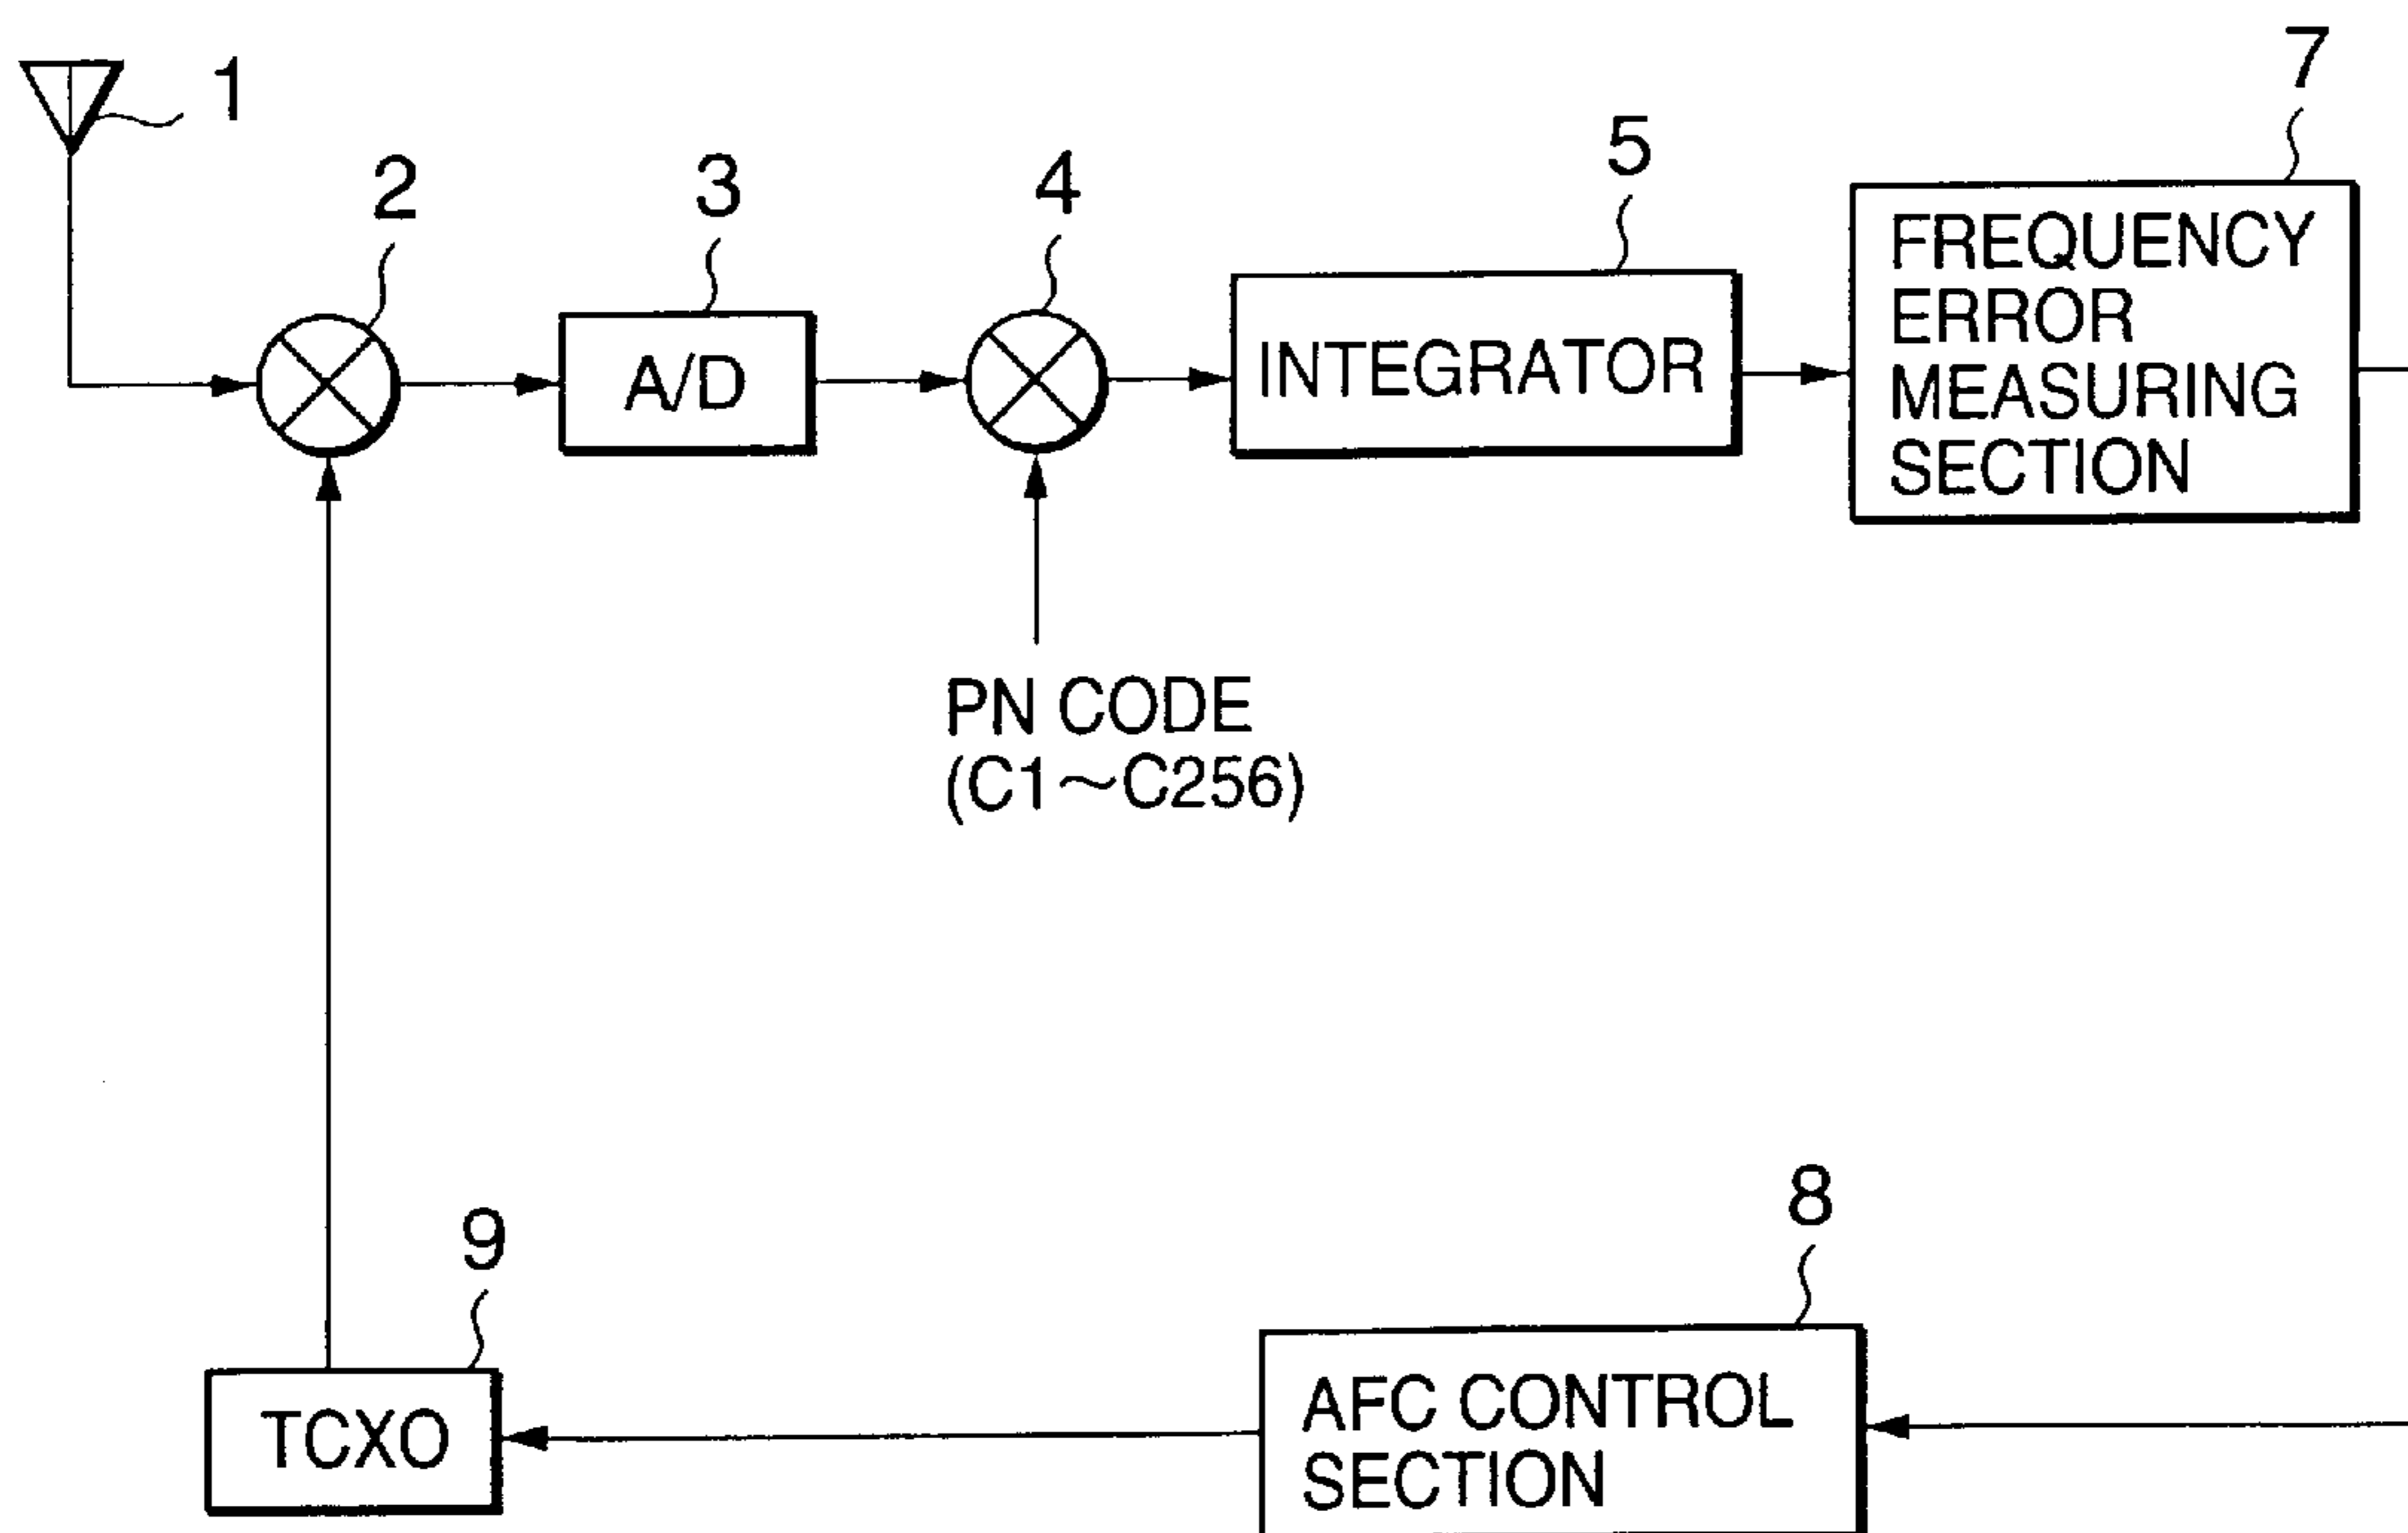 1
2
3
4
5
7
A/D
INTEGRATOR
FREQUENCY
ERROR
MEASURING
SECTION
PN CODE
(C1～C256)
8
9
AFC CONTROL
SECTION
TCXO